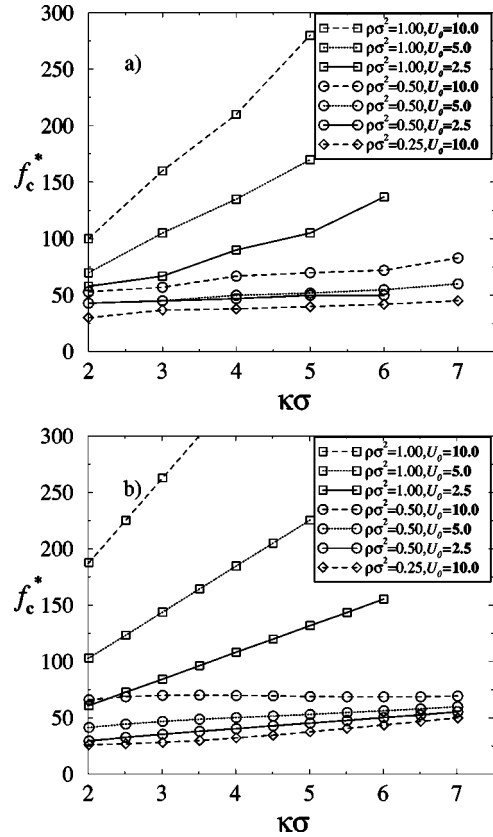 300
250
200
150
100
50
0
f_c^*
a)
ρσ²=1.00,U₀=10.0
ρσ²=1.00,U₀=5.0
ρσ²=1.00,U₀=2.5
ρσ²=0.50,U₀=10.0
ρσ²=0.50,U₀=5.0
ρσ²=0.50,U₀=2.5
ρσ²=0.25,U₀=10.0
2 3 4 5 6 7
κσ
300
250
200
150
100
50
0
f_c^*
b)
ρσ²=1.00,U₀=10.0
ρσ²=1.00,U₀=5.0
ρσ²=1.00,U₀=2.5
ρσ²=0.50,U₀=10.0
ρσ²=0.50,U₀=5.0
ρσ²=0.50,U₀=2.5
ρσ²=0.25,U₀=10.0
2 3 4 5 6 7
κσ